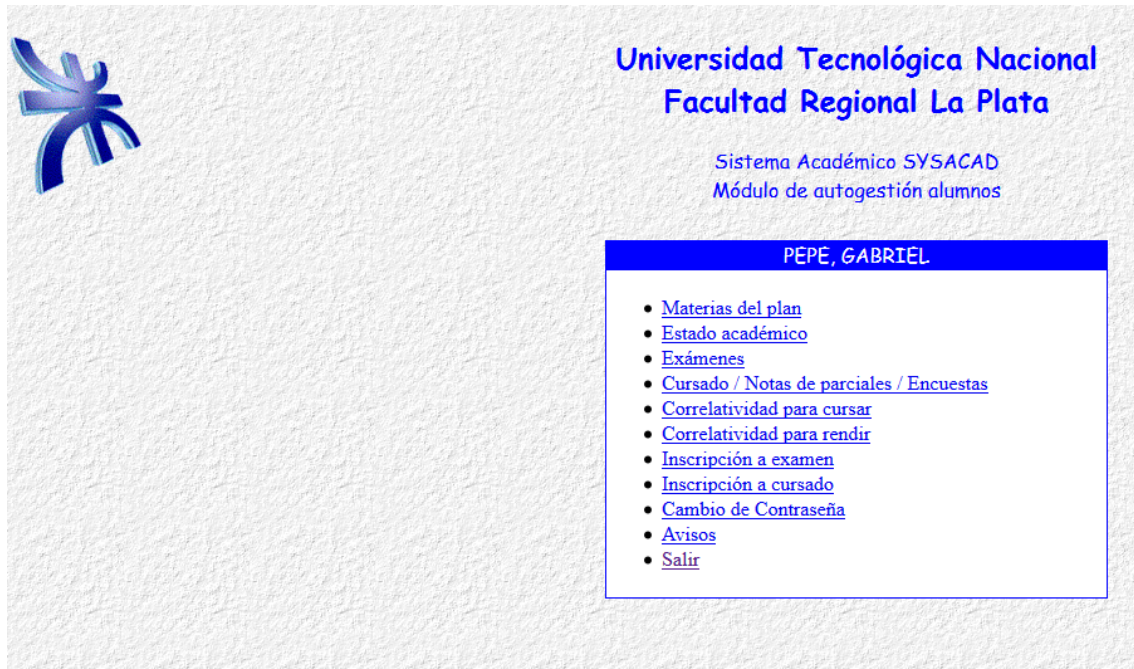 Universidad Tecnológica Nacional
Facultad Regional La Plata
Sistema Académico SYSACAD
Módulo de autogestión alumnos
PEPE, GABRIEL
Materias del plan
Estado académico
Exámenes
Cursado / Notas de parciales / Encuestas
Correlatividad para cursar
Correlatividad para rendir
Inscripción a examen
Inscripción a cursado
Cambio de Contraseña
Avisos
Salir